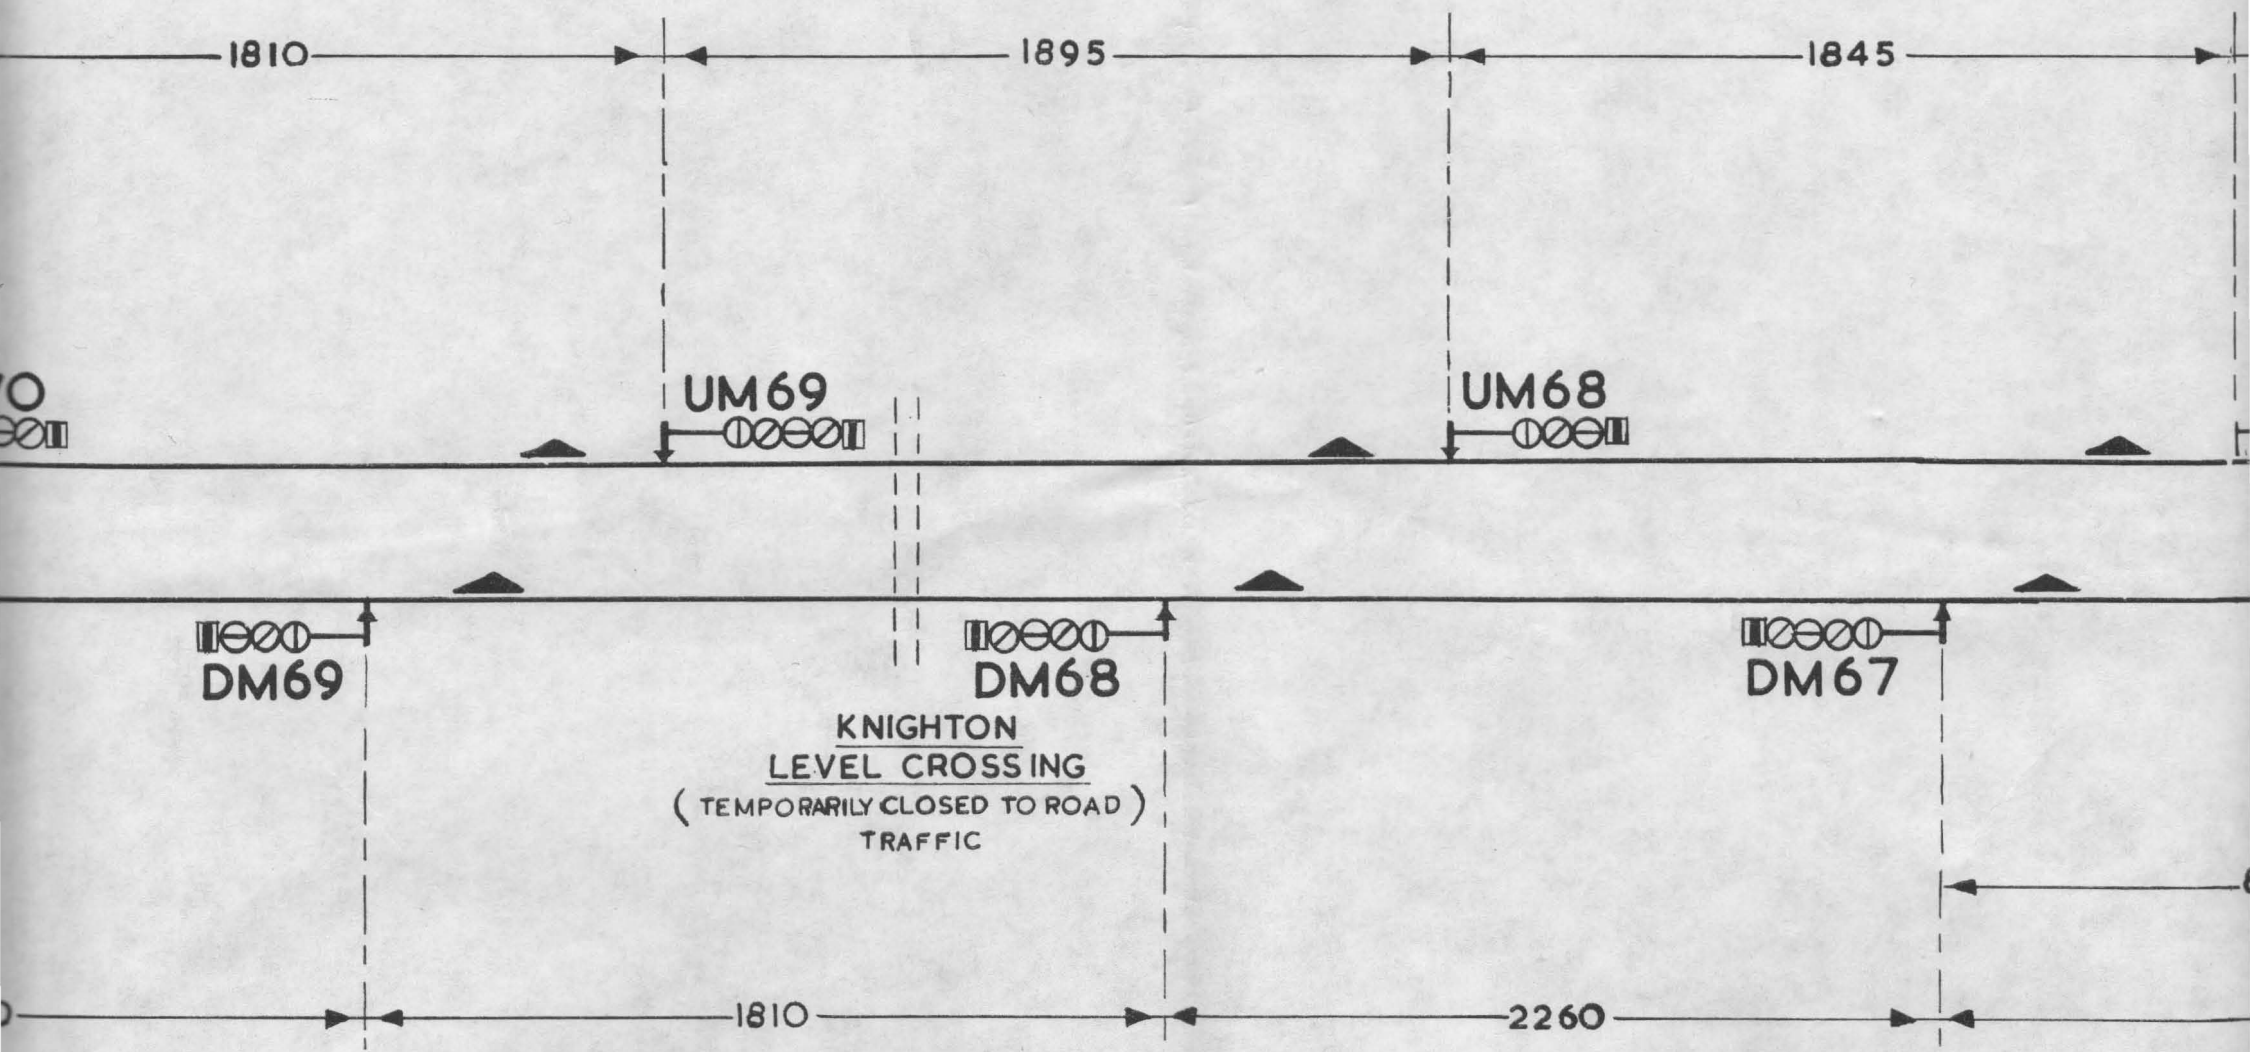 1810
1895
1845
UM69
UM68
DM69
DM68
DM67
KNIGHTON
LEVEL CROSSING
(TEMPORARILY CLOSED TO ROAD)
TRAFFIC
1810
2260